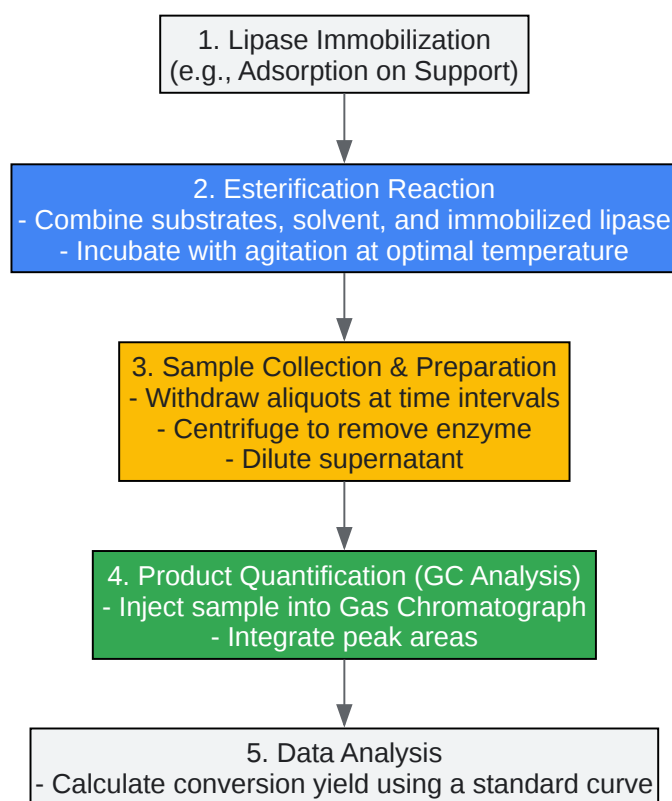 1. Lipase Immobilization
(e.g., Adsorption on Support)
2. Esterification Reaction
- Combine substrates, solvent, and immobilized lipase
- Incubate with agitation at optimal temperature
3. Sample Collection & Preparation
- Withdraw aliquots at time intervals
- Centrifuge to remove enzyme
- Dilute supernatant
4. Product Quantification (GC Analysis)
- Inject sample into Gas Chromatograph
- Integrate peak areas
5. Data Analysis
- Calculate conversion yield using a standard curve